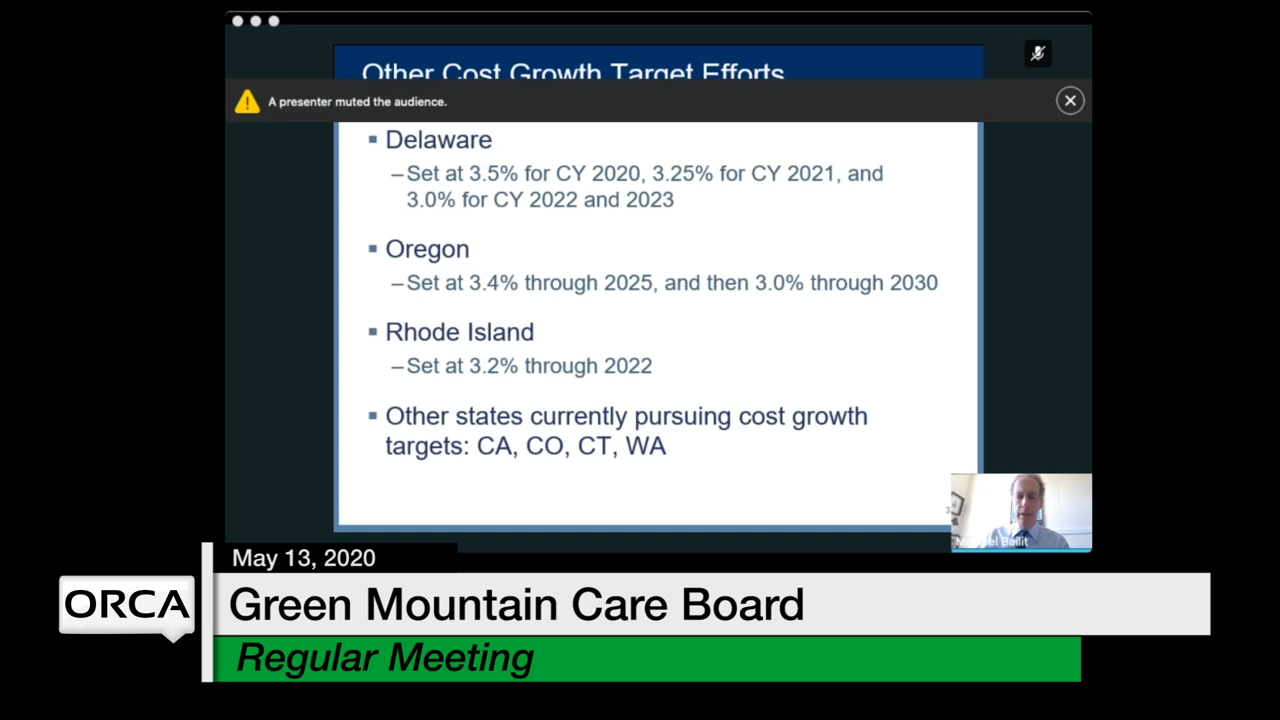 Other Cost Growth Target Efforts
A presenter muted the audience.
▪ Delaware
–Set at 3.5% for CY 2020, 3.25% for CY 2021, and
3.0% for CY 2022 and 2023
▪ Oregon
–Set at 3.4% through 2025, and then 3.0% through 2030
▪ Rhode Island
–Set at 3.2% through 2022
▪ Other states currently pursuing cost growth
targets: CA, CO, CT, WA
Bailit
May 13, 2020
ORCA
Green Mountain Care Board
Regular Meeting